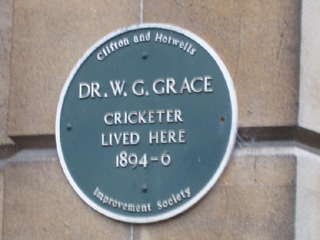 Clifton and Hotwells
DR. W. G. GRACE
CRICKETER
LIVED HERE
1894-6
Improvement Society